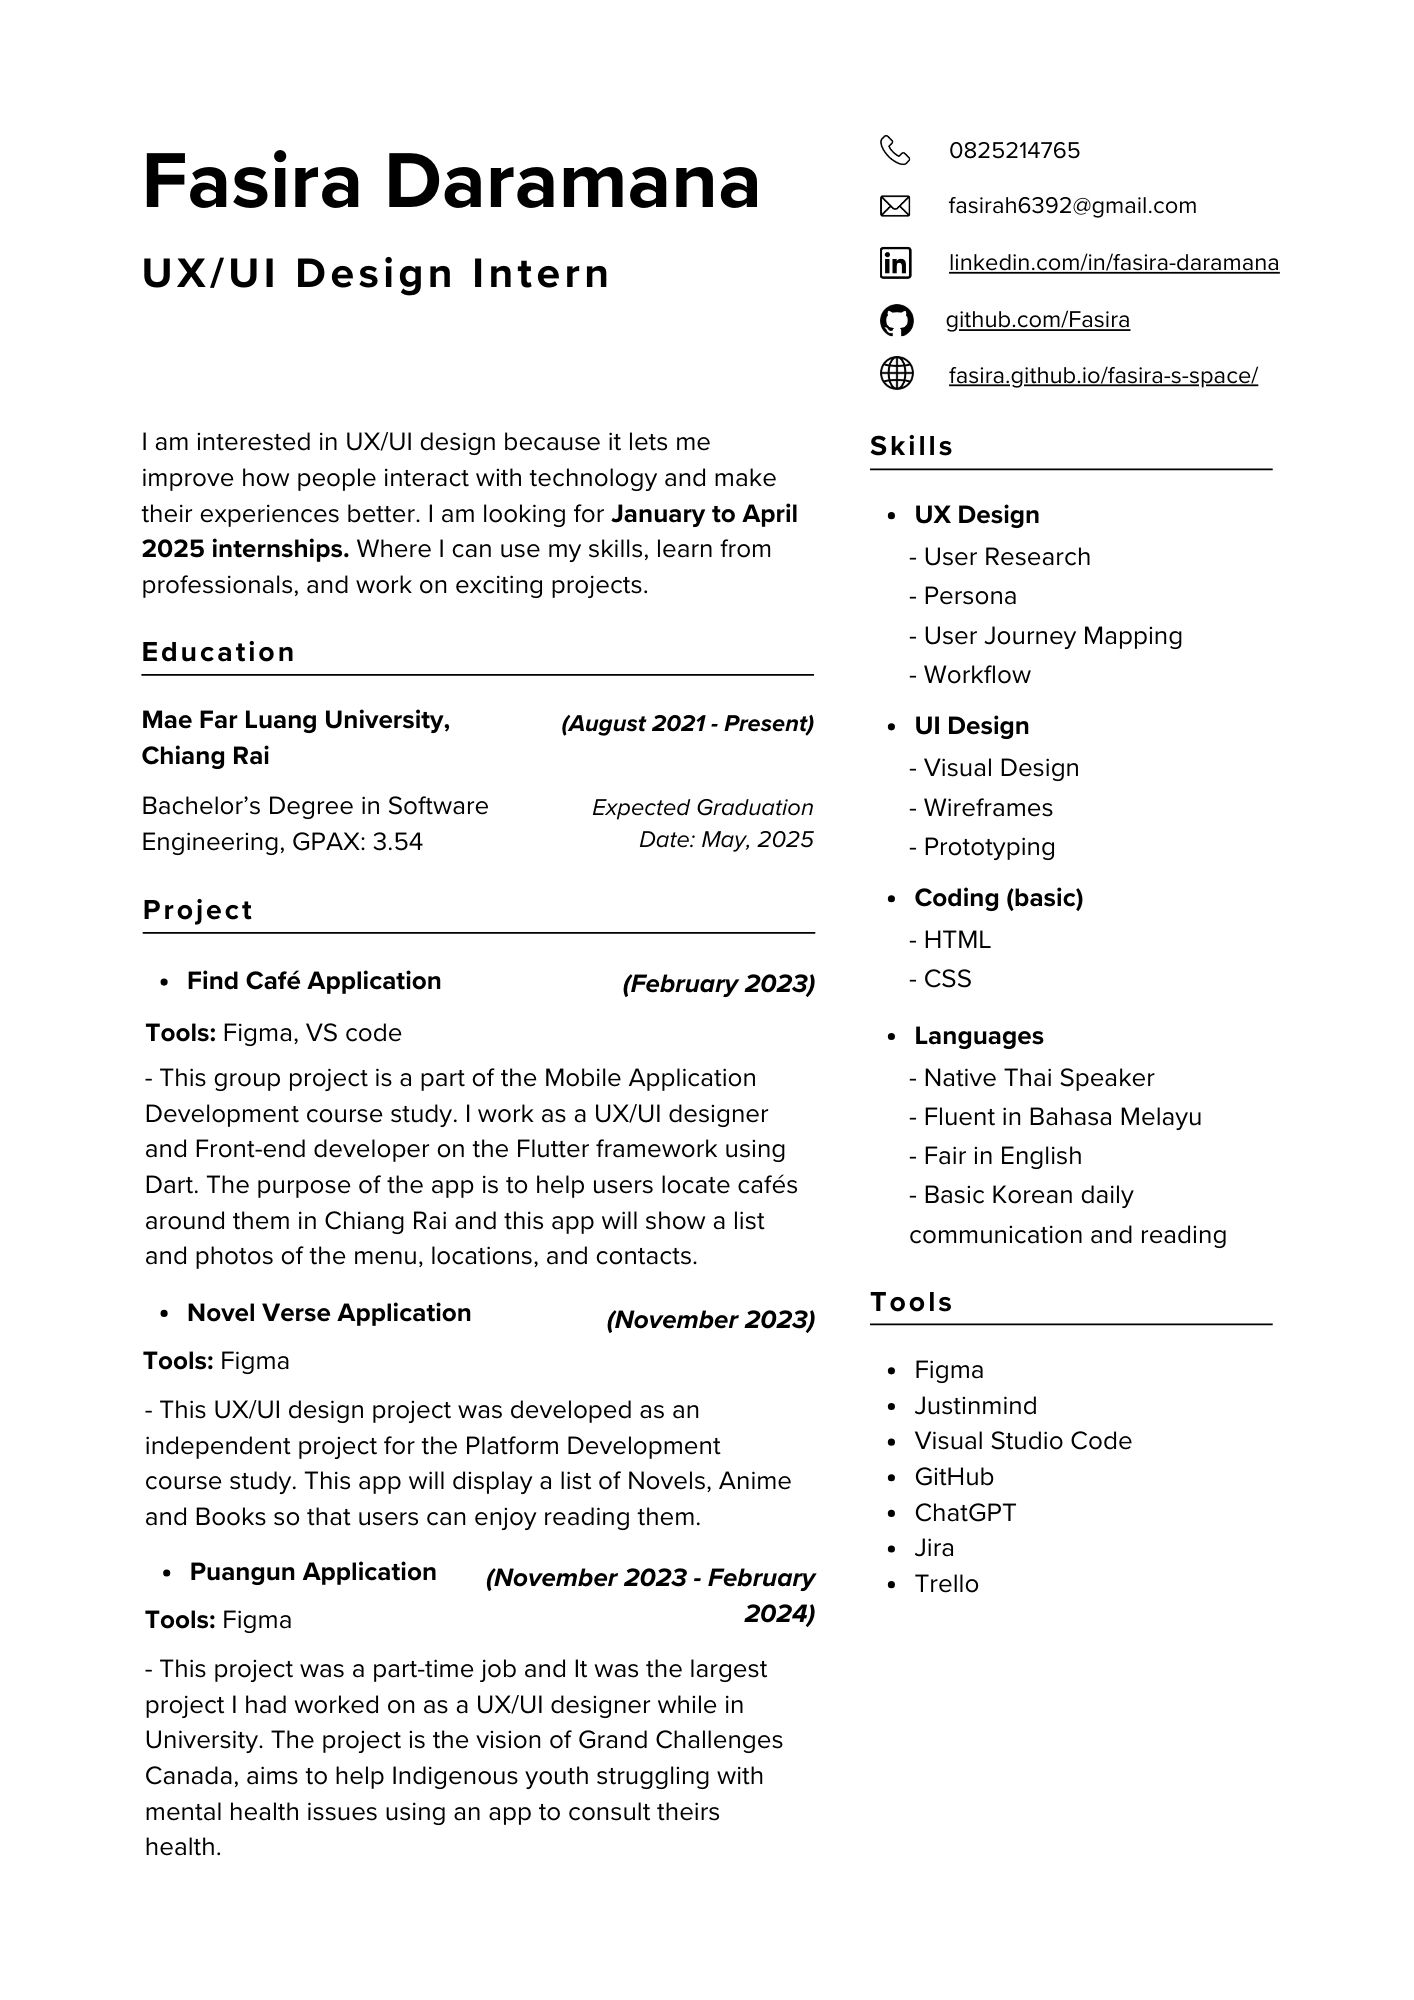 Fasira Daramana
UX/UI Design Intern
0825214765
fasirah6392@gmail.com
linkedin.com/in/fasira-daramana
github.com/Fasira
fasira.github.io/fasira-s-space/
I am interested in UX/UI design because it lets me
improve how people interact with technology and make
their experiences better. I am looking for January to April
2025 internships. Where I can use my skills, learn from
professionals, and work on exciting projects.
Education
Mae Far Luang University,
Chiang Rai
(August 2021 - Present)
Bachelor’s Degree in Software
Engineering, GPAX: 3.54
Expected Graduation
Date: May, 2025
Project
• Find Café Application
(February 2023)
Tools: Figma, VS code
- This group project is a part of the Mobile Application
Development course study. I work as a UX/UI designer
and Front-end developer on the Flutter framework using
Dart. The purpose of the app is to help users locate cafés
around them in Chiang Rai and this app will show a list
and photos of the menu, locations, and contacts.
• Novel Verse Application
(November 2023)
Tools: Figma
- This UX/UI design project was developed as an
independent project for the Platform Development
course study. This app will display a list of Novels, Anime
and Books so that users can enjoy reading them.
• Puangun Application
(November 2023 - February
2024)
Tools: Figma
- This project was a part-time job and It was the largest
project I had worked on as a UX/UI designer while in
University. The project is the vision of Grand Challenges
Canada, aims to help Indigenous youth struggling with
mental health issues using an app to consult theirs
health.
Skills
• UX Design
- User Research
- Persona
- User Journey Mapping
- Workflow
• UI Design
- Visual Design
- Wireframes
- Prototyping
• Coding (basic)
- HTML
- CSS
• Languages
- Native Thai Speaker
- Fluent in Bahasa Melayu
- Fair in English
- Basic Korean daily
communication and reading
Tools
• Figma
• Justinmind
• Visual Studio Code
• GitHub
• ChatGPT
• Jira
• Trello